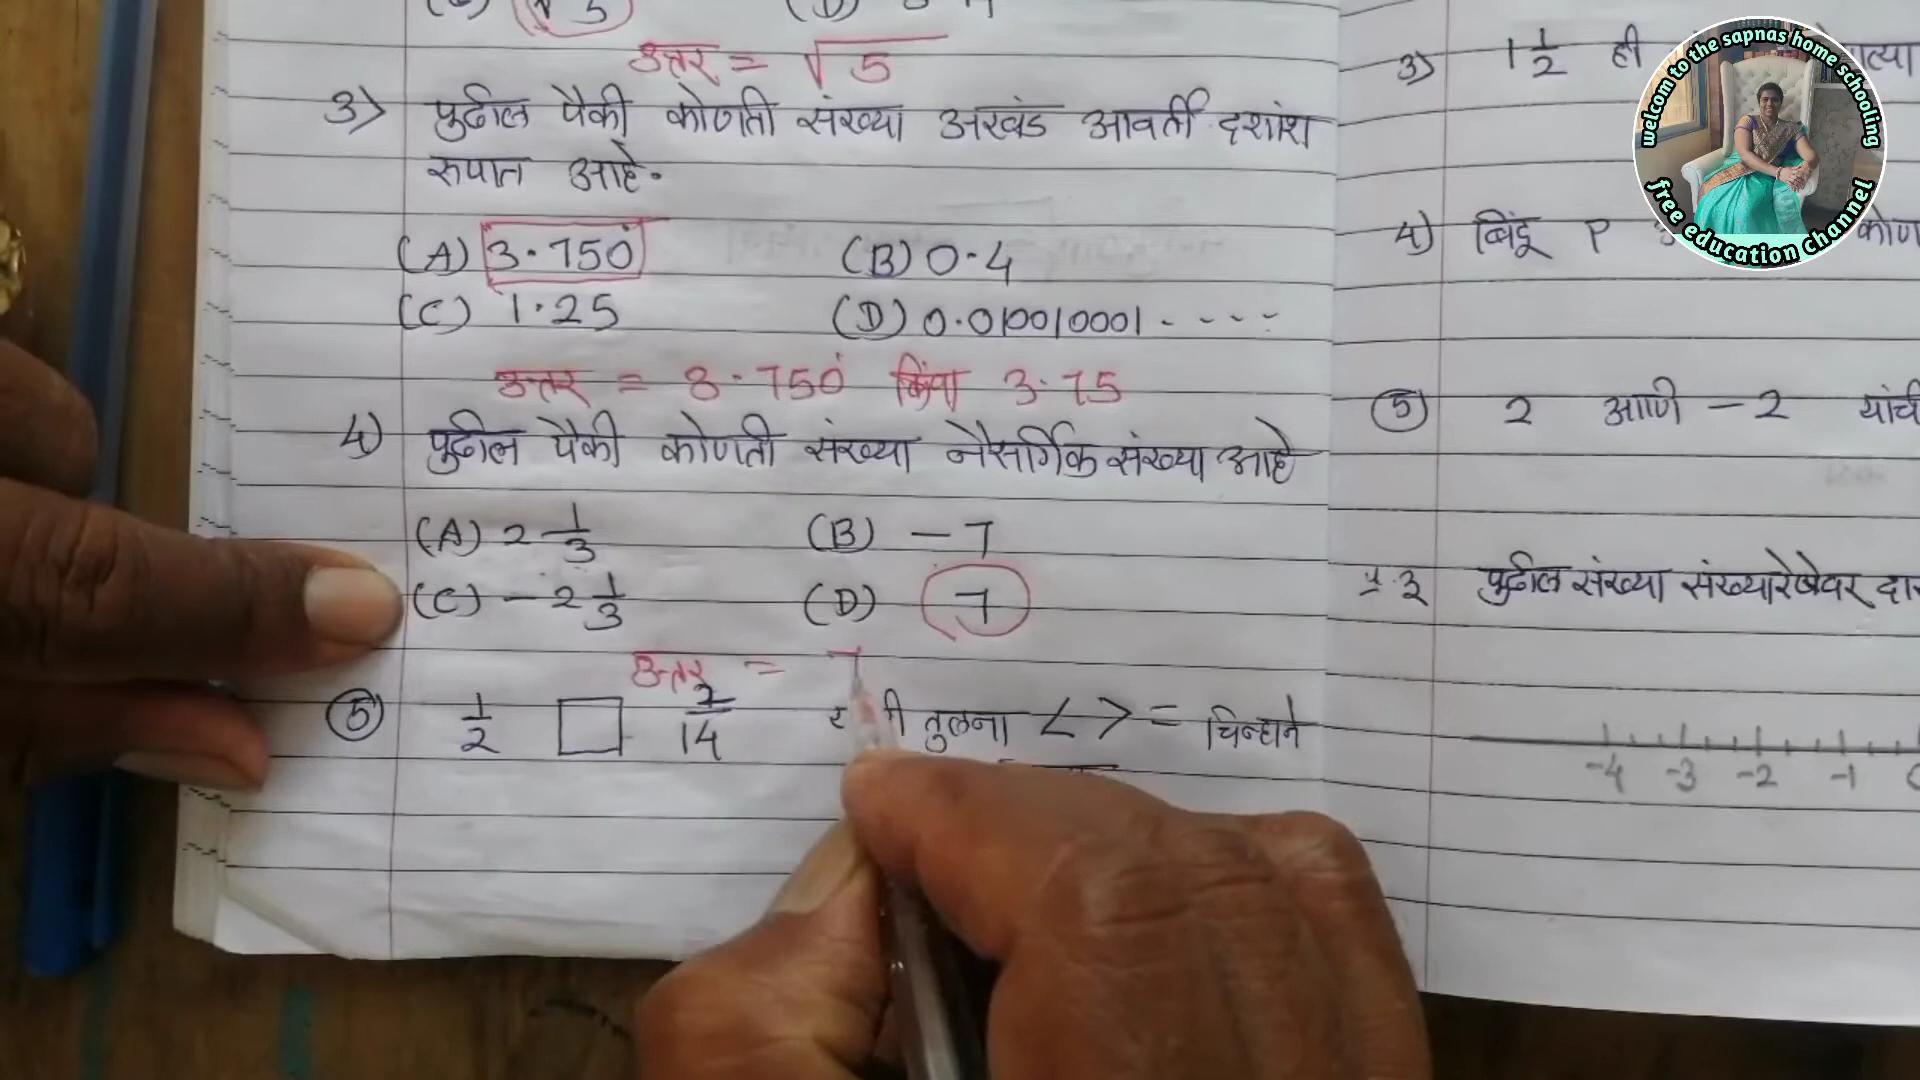 उत्तर = √5
3) पुढील पैकी कोणती संख्या अखंड आवर्ती दशांश
रुपात आहे.
(A) 3.750̇ (B) 0.4
(C) 1.25 (D) 0.010010001.----
उत्तर = 3.750̇ किंवा 3.75
4) पुढील पैकी कोणती संख्या नैसर्गिक संख्या आहे
(A) 2 1/3 (B) -7
(C) -2 1/3 (D) 7
उत्तर = 7
5 1/2 □ 2/14 तुलना < > = चिन्हाने
3) 1 1/2 ही
4) बिंदू P
5 2 आणि -2 यांची
प्र.3 पुढील संख्या संख्यारेषेवर
-4 -3 -2 -1
welcom to the sapnas home schooling
free education channel